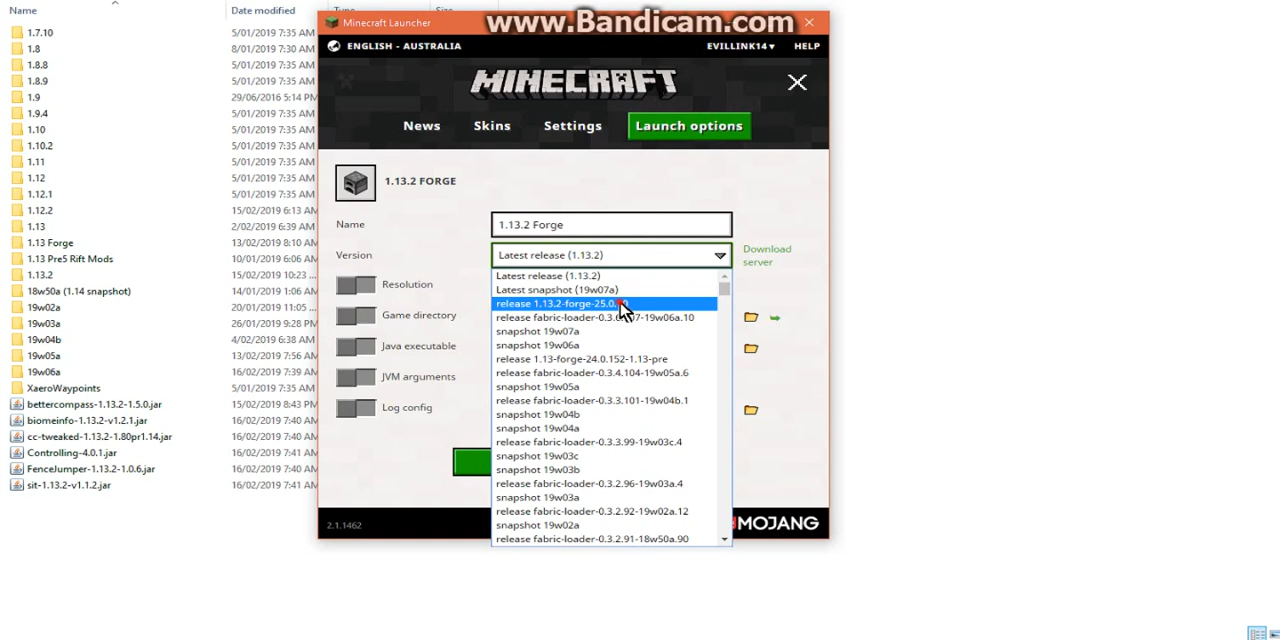 Name Date modified Type Size
1.7.10 5/01/2019 7:35 AM
1.8 8/01/2019 7:30 AM
1.8.8 5/01/2019 7:35 AM
1.8.9 5/01/2019 7:35 AM
1.9 29/06/2016 5:14 PM
1.9.4 5/01/2019 7:35 AM
1.10 5/01/2019 7:35 AM
1.10.2 5/01/2019 7:35 AM
1.11 5/01/2019 7:35 AM
1.12 5/01/2019 7:35 AM
1.12.1 5/01/2019 7:35 AM
1.12.2 15/02/2019 6:13 AM
1.13 2/02/2019 6:39 AM
1.13 Forge 13/02/2019 8:10 AM
1.13 Pre5 Rift Mods 10/01/2019 7:06 AM
1.13.2 15/02/2019 10:23 ...
18w50a (1.14 snapshot) 14/01/2019 1:06 AM
19w02a 20/01/2019 11:05
19w03a 26/01/2019 9:28 PM
19w04b 4/02/2019 6:38 AM
19w05a 13/02/2019 7:56 AM
19w06a 16/02/2019 7:39 AM
XaeroWaypoints 5/01/2019 7:35 AM
bettercompass-1.13.2-1.5.0.jar 15/02/2019 8:43 PM
biomeinfo-1.13.2-v1.2.1.jar 16/02/2019 7:40 AM
cc-tweaked-1.13.2-1.80pr1.14.jar 16/02/2019 7:40 AM
Controlling-4.0.1.jar 16/02/2019 7:41 AM
FenceJumper-1.13.2-1.0.6.jar 16/02/2019 7:40 AM
sit-1.13.2-v1.1.2.jar 16/02/2019 7:41 AM
Minecraft Launcher
www.Bandicam.com
ENGLISH - AUSTRALIA EVILLINK14 HELP
MINECRAFT
News Skins Settings Launch options
1.13.2 FORGE
Name 1.13.2 Forge
Version Latest release (1.13.2) Download
server
Resolution
Game directory
Java executable
JVM arguments
Log config
Latest release (1.13.2)
Latest snapshot (19w07a)
release 1.13.2-forge-25.0.
release
snapshot 19w07a
snapshot 19w06a
release 1.13-forge-24.0.152-1.13-pre
release fabric-loader-0.3.4.104-19w05a.6
snapshot 19w05a
release fabric-loader-0.3.3.101-19w04b.1
snapshot 19w04b
snapshot 19w04a
release fabric-loader-0.3.3.99-19w03c.4
snapshot 19w03c
snapshot 19w03b
release fabric-loader-0.3.2.96-19w03a.4
snapshot 19w03a
release fabric-loader-0.3.2.92-19w02a.12
snapshot 19w02a
release fabric-loader-0.3.2.91-18w50a.90
2.1.1462 MOJANG